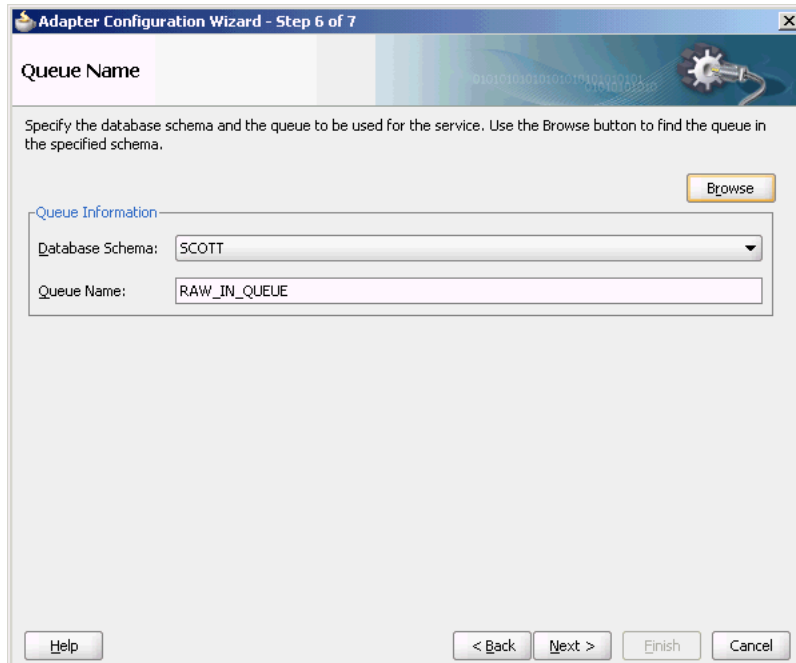 Adapter Configuration Wizard - Step 6 of 7
Queue Name
Specify the database schema and the queue to be used for the service. Use the Browse button to find the queue in
the specified schema.
Browse
Queue Information
Database Schema: SCOTT
Queue Name: RAW_IN_QUEUE
Help < Back Next > Finish Cancel